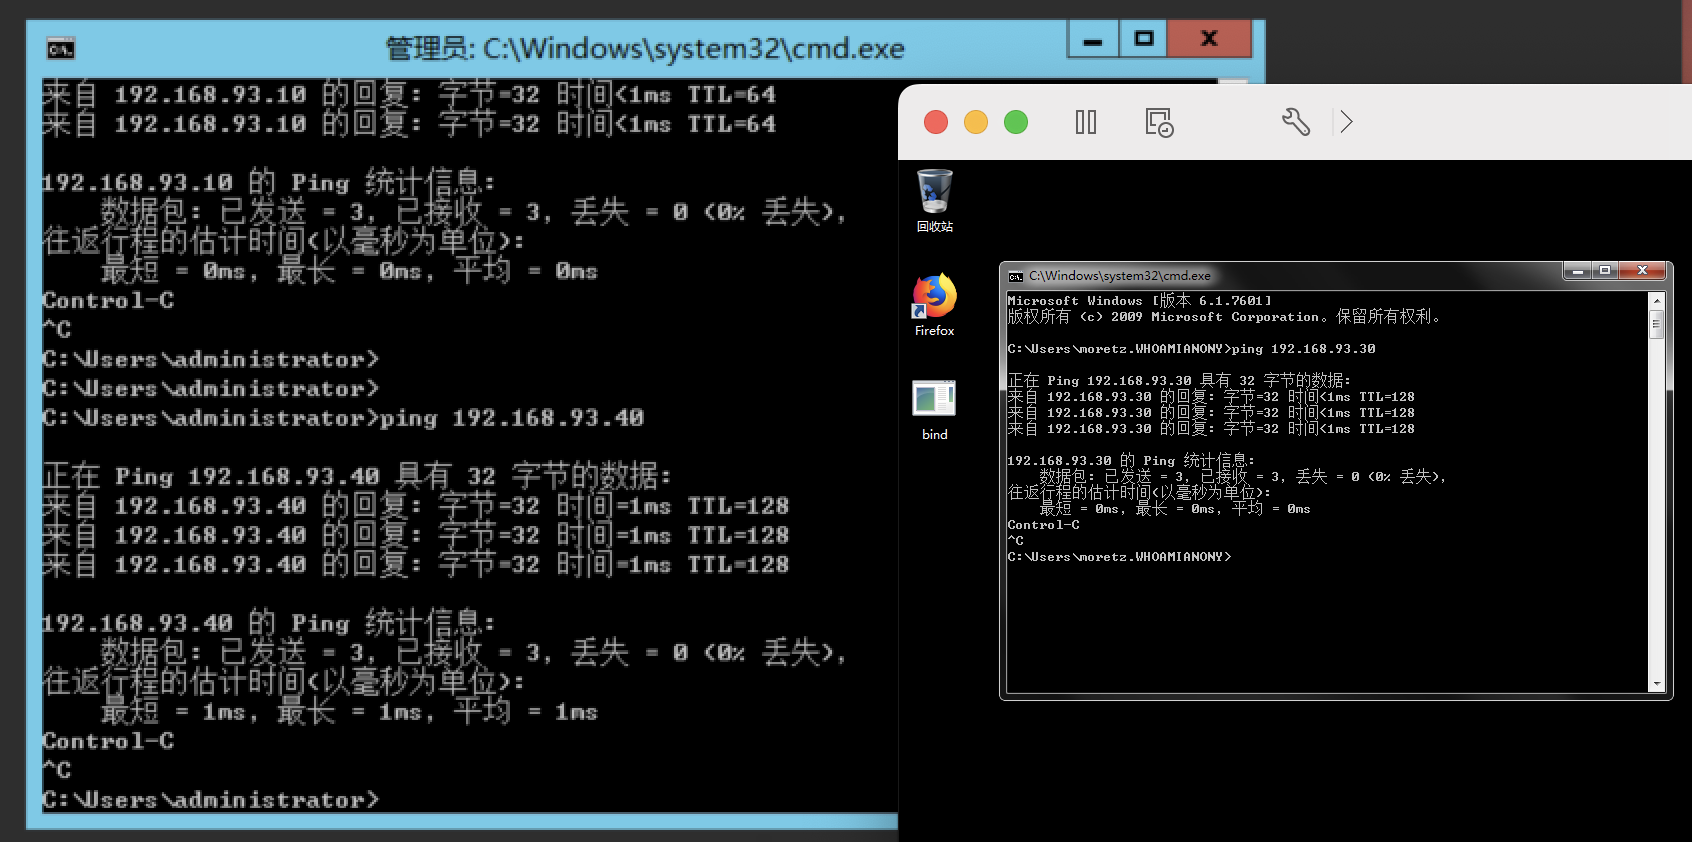 管理员: C:\Windows\system32\cmd.exe
来自 192.168.93.10 的回复: 字节=32 时间<1ms TTL=64
来自 192.168.93.10 的回复: 字节=32 时间<1ms TTL=64
192.168.93.10 的 Ping 统计信息:
数据包: 已发送 = 3, 已接收 = 3, 丢失 = 0 (0% 丢失),
往返行程的估计时间(以毫秒为单位):
最短 = 0ms, 最长 = 0ms, 平均 = 0ms
Control-C
^C
C:\Users\administrator>
C:\Users\administrator>
C:\Users\administrator>ping 192.168.93.40
正在 Ping 192.168.93.40 具有 32 字节的数据:
来自 192.168.93.40 的回复: 字节=32 时间=1ms TTL=128
来自 192.168.93.40 的回复: 字节=32 时间=1ms TTL=128
来自 192.168.93.40 的回复: 字节=32 时间=1ms TTL=128
192.168.93.40 的 Ping 统计信息:
数据包: 已发送 = 3, 已接收 = 3, 丢失 = 0 (0% 丢失),
往返行程的估计时间(以毫秒为单位):
最短 = 1ms, 最长 = 1ms, 平均 = 1ms
Control-C
^C
C:\Users\administrator>
回收站
Firefox
bind
C:\Windows\system32\cmd.exe
Microsoft Windows [版本 6.1.7601]
版权所有 (c) 2009 Microsoft Corporation。保留所有权利。
C:\Users\moretz.WHOAMIANONY>ping 192.168.93.30
正在 Ping 192.168.93.30 具有 32 字节的数据:
来自 192.168.93.30 的回复: 字节=32 时间<1ms TTL=128
来自 192.168.93.30 的回复: 字节=32 时间<1ms TTL=128
来自 192.168.93.30 的回复: 字节=32 时间<1ms TTL=128
192.168.93.30 的 Ping 统计信息:
数据包: 已发送 = 3, 已接收 = 3, 丢失 = 0 (0% 丢失),
往返行程的估计时间(以毫秒为单位):
最短 = 0ms, 最长 = 0ms, 平均 = 0ms
Control-C
^C
C:\Users\moretz.WHOAMIANONY>